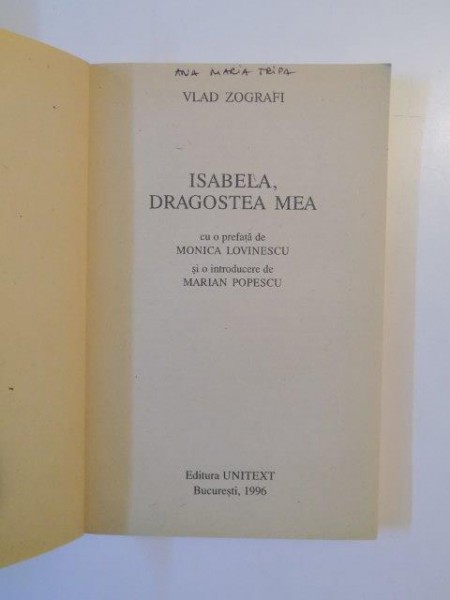 ANA MARIA TRIPA
VLAD ZOGRAFI
ISABELA,
DRAGOSTEA MEA
cu o prefață de
MONICA LOVINESCU
și o introducere de
MARIAN POPESCU
Editura UNITEXT
București, 1996